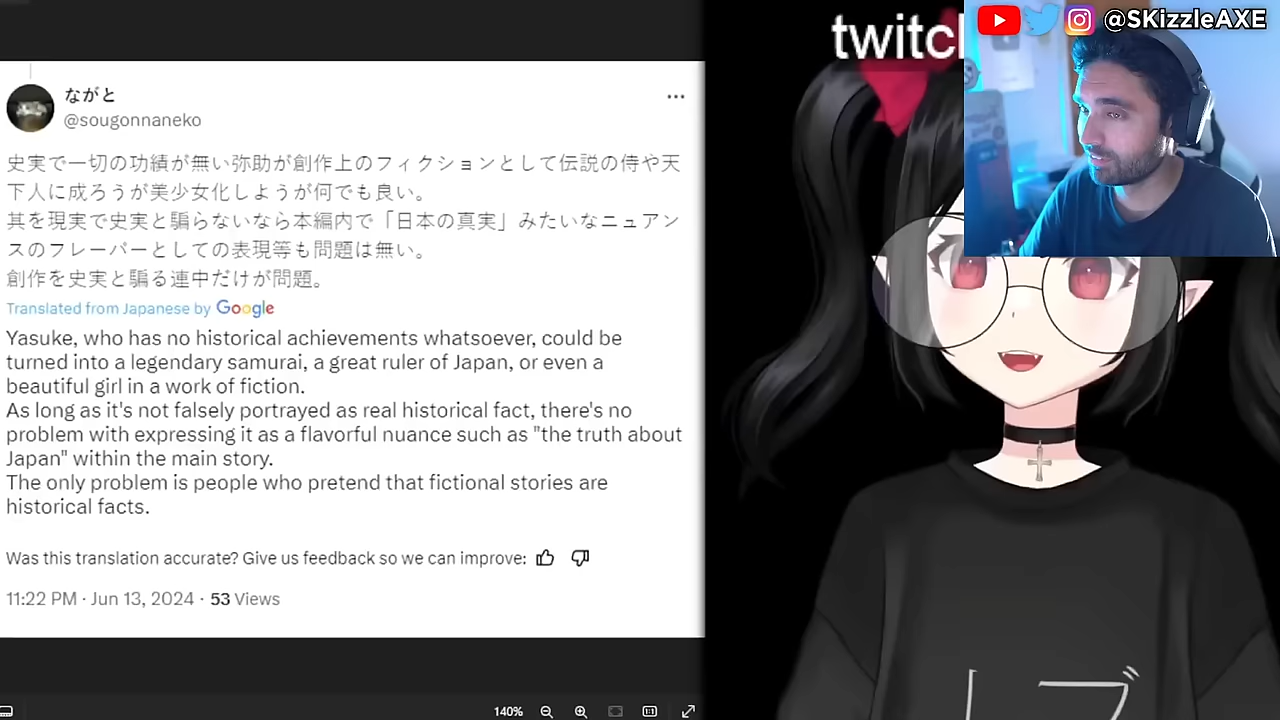 twitc
@SKizzleAXE
ながと
@sougonnaneko
史実で一切の功績が無い弥助が創作上のフィクションとして伝説の侍や天
下人に成ろうが美少女化しようが何でも良い。
其を現実で史実と騙らないなら本編内で「日本の真実」みたいなニュアン
スのフレーバーとしての表現等も問題は無い。
創作を史実と騙る連中だけが問題。
Translated from Japanese by Google
Yasuke, who has no historical achievements whatsoever, could be
turned into a legendary samurai, a great ruler of Japan, or even a
beautiful girl in a work of fiction.
As long as it's not falsely portrayed as real historical fact, there's no
problem with expressing it as a flavorful nuance such as "the truth about
Japan" within the main story.
The only problem is people who pretend that fictional stories are
historical facts.
Was this translation accurate? Give us feedback so we can improve:
11:22 PM · Jun 13, 2024 · 53 Views
140%